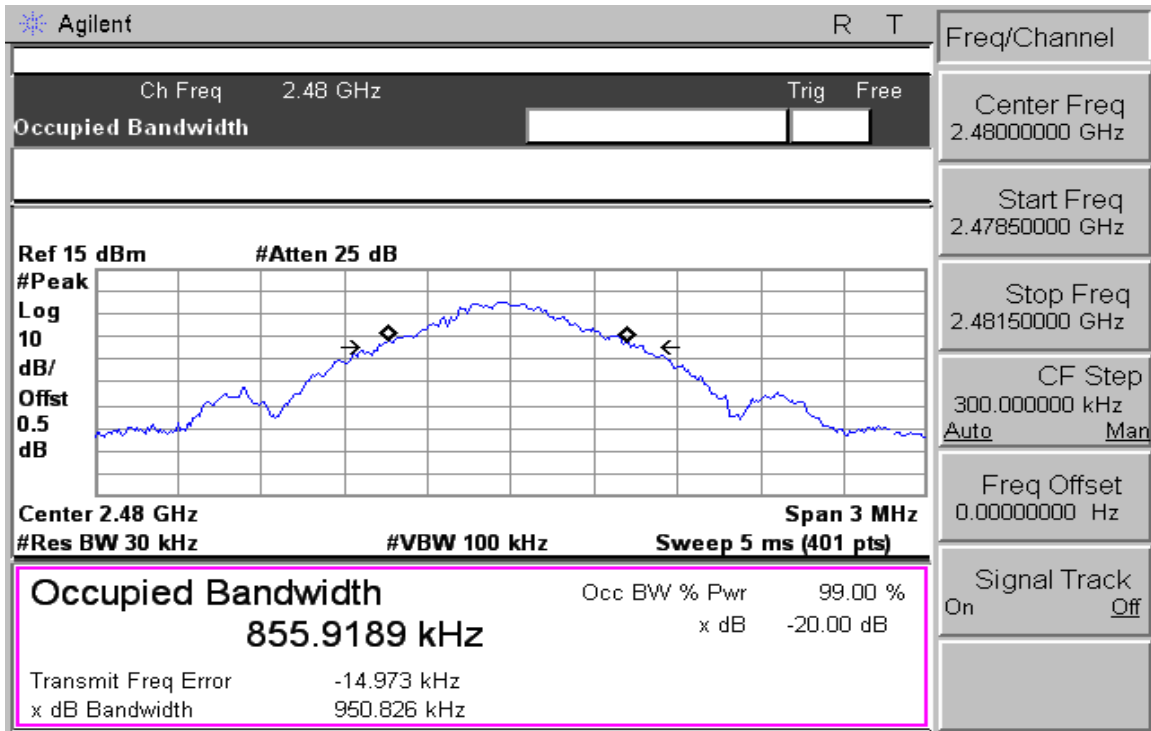 Agilent R T
Ch Freq 2.48 GHz Trig Free
Occupied Bandwidth
Ref 15 dBm #Atten 25 dB
#Peak
Log
10
dB/
Offst
0.5
dB
Center 2.48 GHz Span 3 MHz
#Res BW 30 kHz #VBW 100 kHz Sweep 5 ms (401 pts)
Occupied Bandwidth Occ BW % Pwr 99.00 %
855.9189 kHz x dB -20.00 dB
Transmit Freq Error -14.973 kHz
x dB Bandwidth 950.826 kHz
Freq/Channel
Center Freq
2.48000000 GHz
Start Freq
2.47850000 GHz
Stop Freq
2.48150000 GHz
CF Step
300.000000 kHz
Auto Man
Freq Offset
0.00000000 Hz
Signal Track
On Off